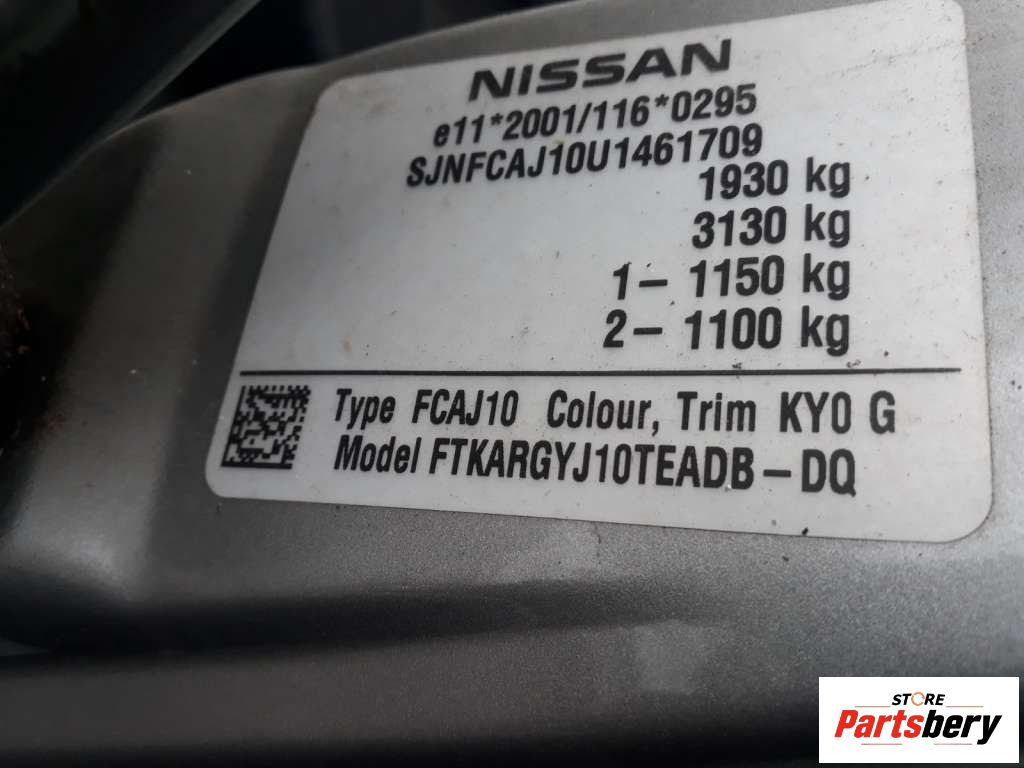 NISSAN
e11*2001/116*0295
SJNFCAJ10U1461709
1930 kg
3130 kg
1– 1150 kg
2– 1100 kg
Type FCAJ10 Colour, Trim KY0 G
Model FTKARGYJ10TEADB–DQ
STORE
Partsbery